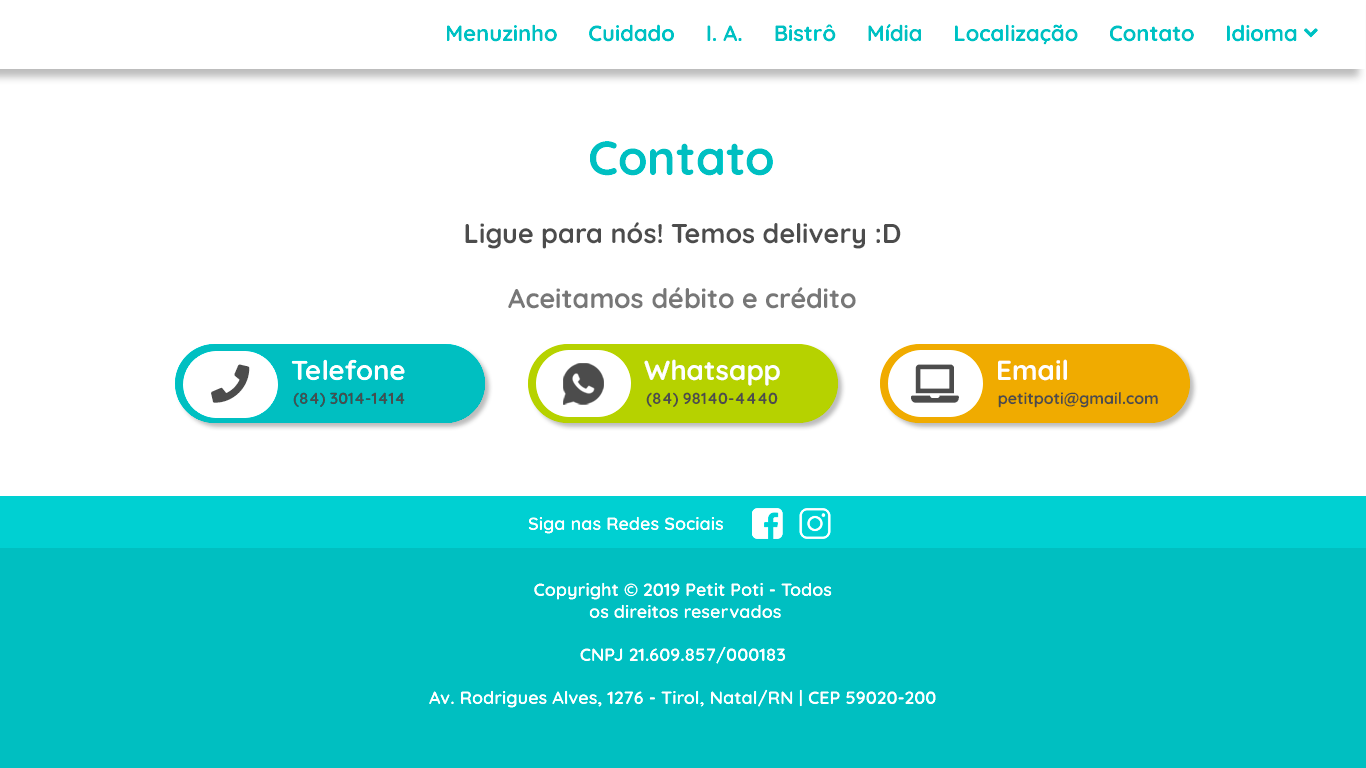 Menuzinho Cuidado I. A. Bistrô Mídia Localização Contato Idioma
Contato
Ligue para nós! Temos delivery :D
Aceitamos débito e crédito
Telefone
(84) 3014-1414
Whatsapp
(84) 98140-4440
Email
petitpoti@gmail.com
Siga nas Redes Sociais
Copyright © 2019 Petit Poti - Todos
os direitos reservados
CNPJ 21.609.857/000183
Av. Rodrigues Alves, 1276 - Tirol, Natal/RN | CEP 59020-200